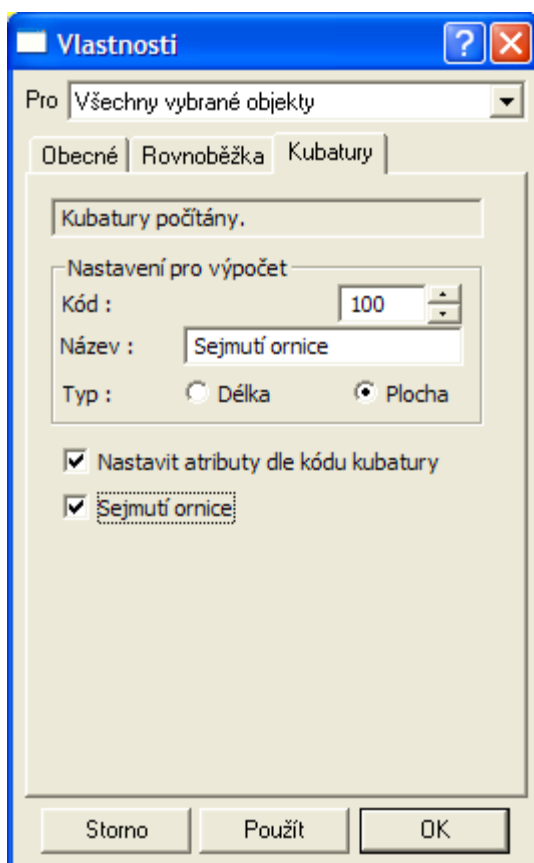 Vlastnosti
Pro Všechny vybrané objekty
Obecné Rovnoběžka Kubatury
Kubatury počítány.
Nastavení pro výpočet
Kód : 100
Název : Sejmutí ornice
Typ : Délka Plocha
Nastavit atributy dle kódu kubatury
Sejmutí ornice
Storno Použít OK